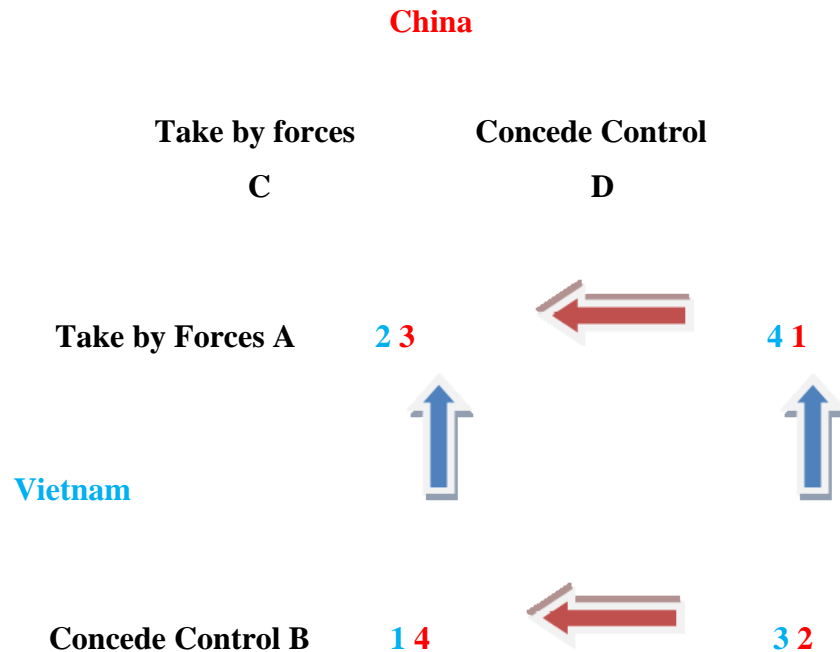 China
Take by forces Concede Control
C D
Take by Forces A 2 3 4 1
Vietnam
Concede Control B 1 4 3 2